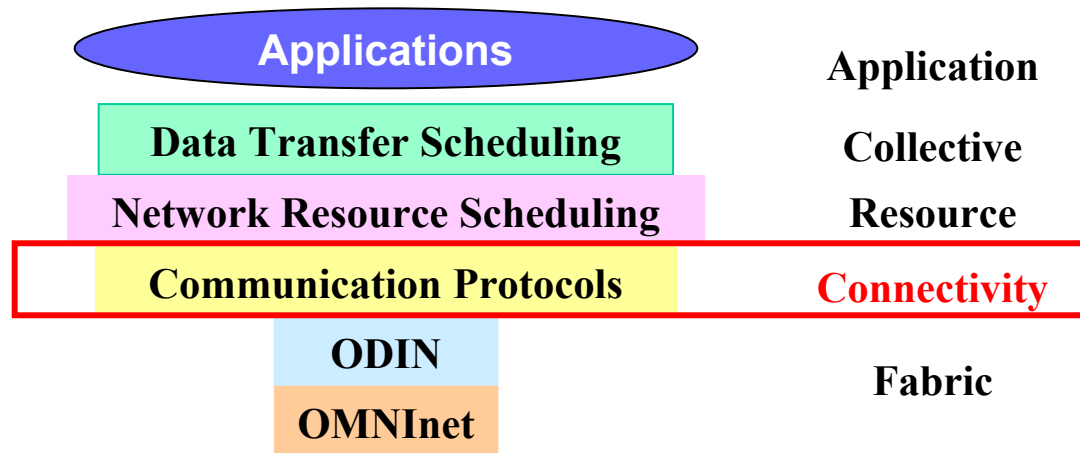 Applications
Application
Data Transfer Scheduling
Collective
Network Resource Scheduling
Resource
Communication Protocols
Connectivity
ODIN
Fabric
OMNInet